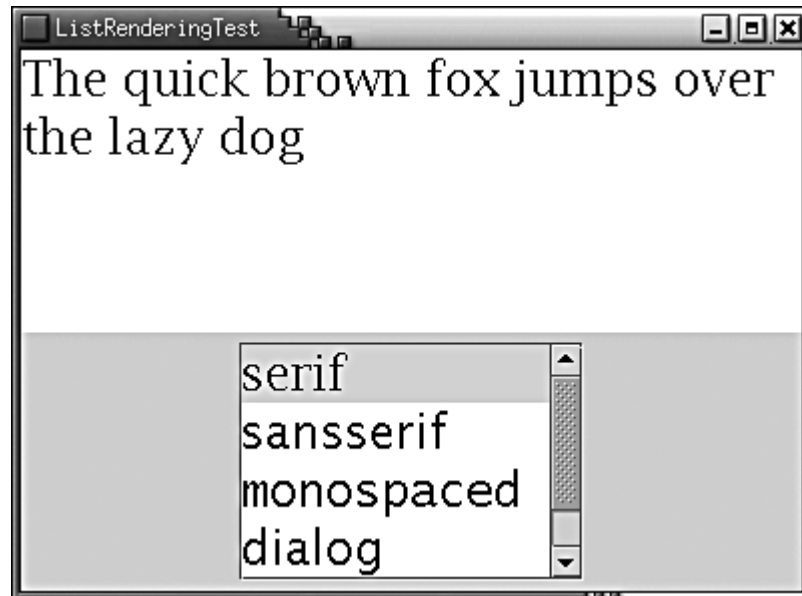 ListRenderingTest
The quick brown fox jumps over
the lazy dog
serif
sansserif
monospaced
dialog